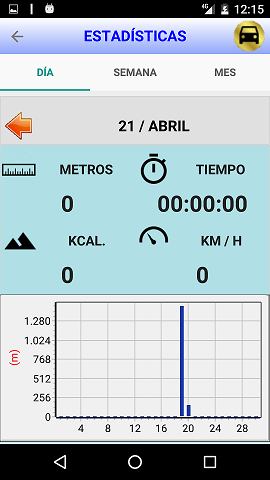 4G 12:15
ESTADÍSTICAS
DÍA SEMANA MES
21 / ABRIL
METROS TIEMPO
0 00:00:00
KCAL. KM / H
0 0
(m)
1.280
1.024
768
512
256
0
4 8 12 16 20 24 28